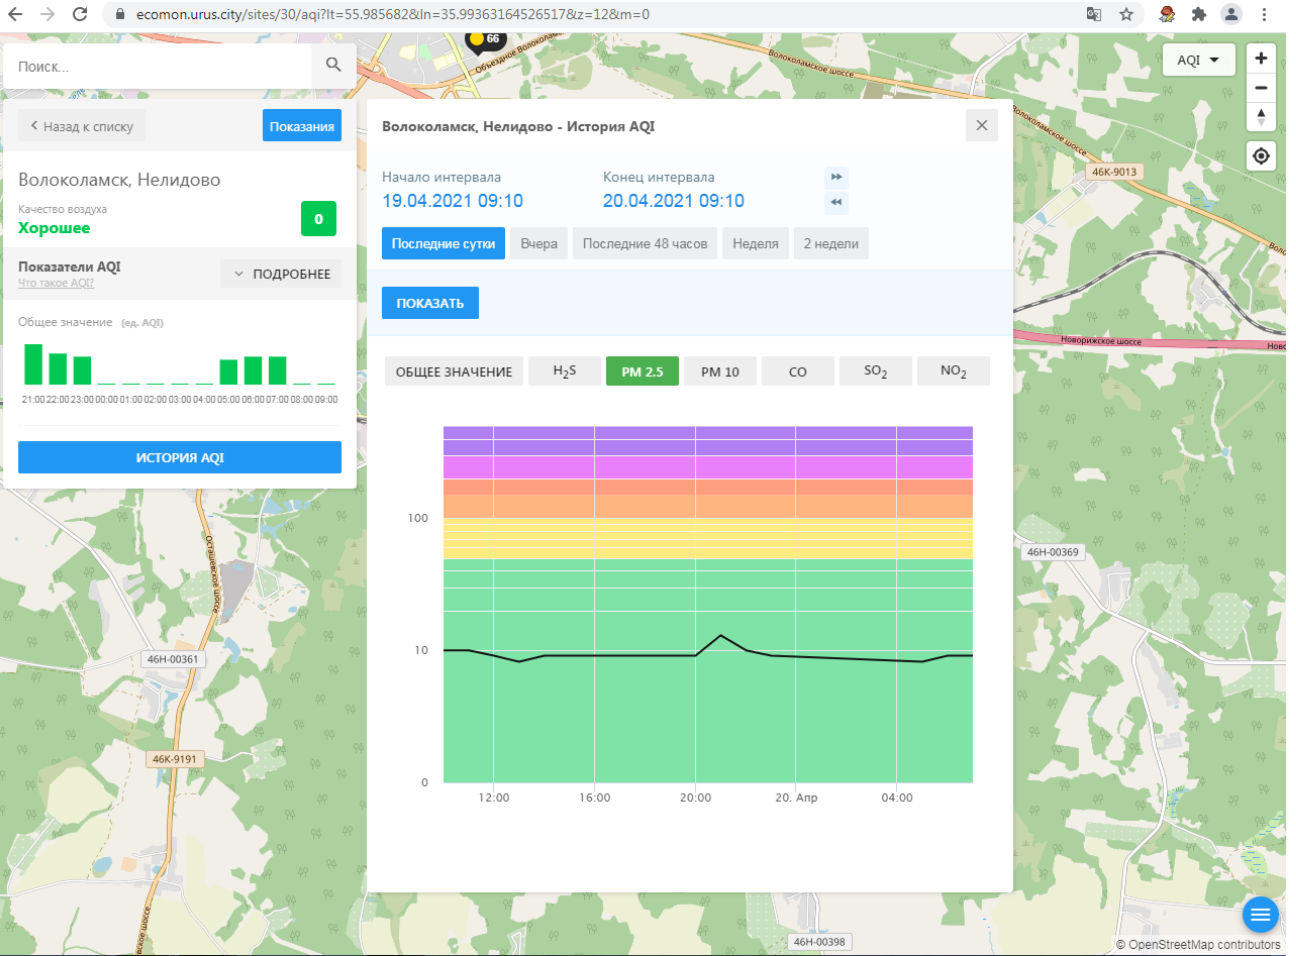 ecomon.urus.city/sites/30/aqi?lt=55.985682&ln=35.99363164526517&z=12&m=0
66
Объездное Волоколамск
Волоколамское шоссе
Поиск...
AQI
Назад к списку
Показания
Волоколамск, Нелидово - История AQI
Волоколамское шоссе
46К-9013
Волоколамск, Нелидово
Качество воздуха
Хорошее
0
Начало интервала
Конец интервала
19.04.2021 09:10
20.04.2021 09:10
Последние сутки
Вчера
Последние 48 часов
Неделя
2 недели
Показатели AQI
Что такое AQI?
ПОДРОБНЕЕ
ПОКАЗАТЬ
Общее значение (ед. AQI)
Новорижское шоссе
Ново
21:00 22:00 23:00 00:00 01:00 02:00 03:00 04:00 05:00 06:00 07:00 08:00 09:00
ОБЩЕЕ ЗНАЧЕНИЕ
H2S
PM 2.5
PM 10
CO
SO2
NO2
ИСТОРИЯ AQI
100
10
0
12:00
16:00
20:00
20. Апр
04:00
Осташевское шоссе
46Н-00369
46Н-00361
46К-9191
46Н-00398
© OpenStreetMap contributors